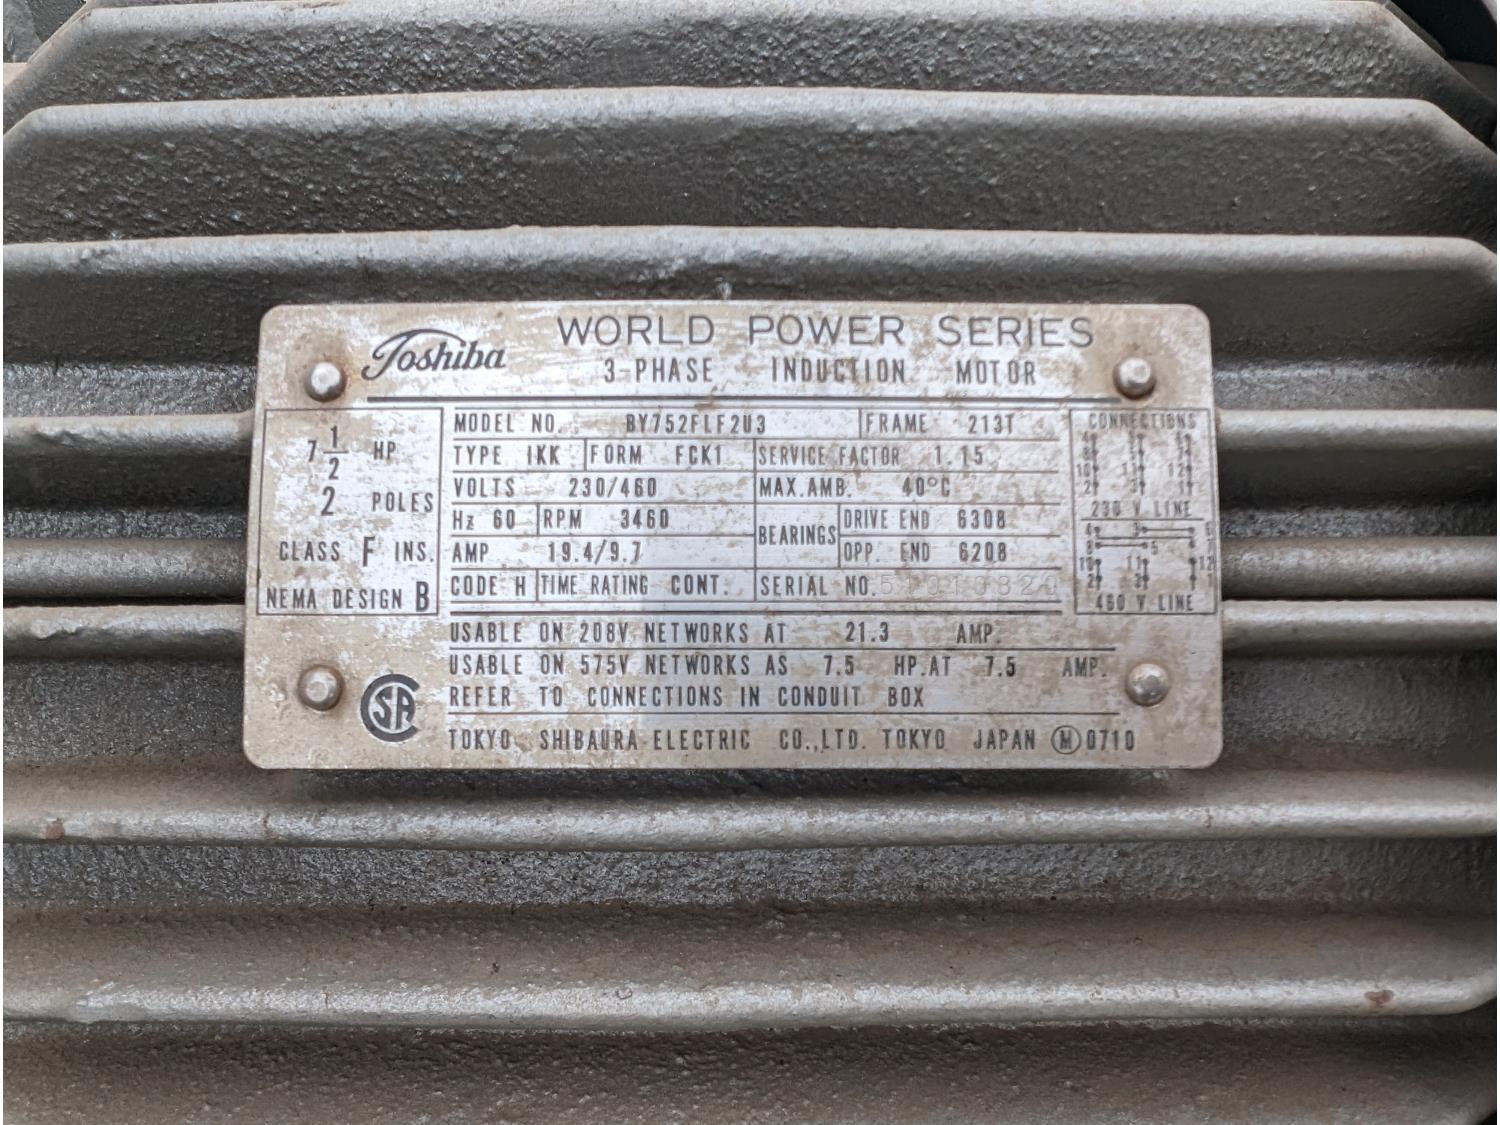 Toshiba WORLD POWER SERIES
3-PHASE INDUCTION MOTOR
7 1/2 HP
2 POLES
CLASS F INS.
NEMA DESIGN B
MODEL NO. BY752FLF2U3 FRAME 213T
TYPE IKK FORM FCK1 SERVICE FACTOR 1.15
VOLTS 230/460 MAX.AMB. 40°C
Hz 60 RPM 3460 BEARINGS DRIVE END 6308
AMP 19.4/9.7 OPP. END 6208
CODE H TIME RATING CONT. SERIAL NO.
CONNECTIONS
230 V LINE
460 V LINE
USABLE ON 208V NETWORKS AT 21.3 AMP.
USABLE ON 575V NETWORKS AS 7.5 HP.AT 7.5 AMP.
REFER TO CONNECTIONS IN CONDUIT BOX
CSA
TOKYO SHIBAURA ELECTRIC CO.,LTD. TOKYO JAPAN M 0710